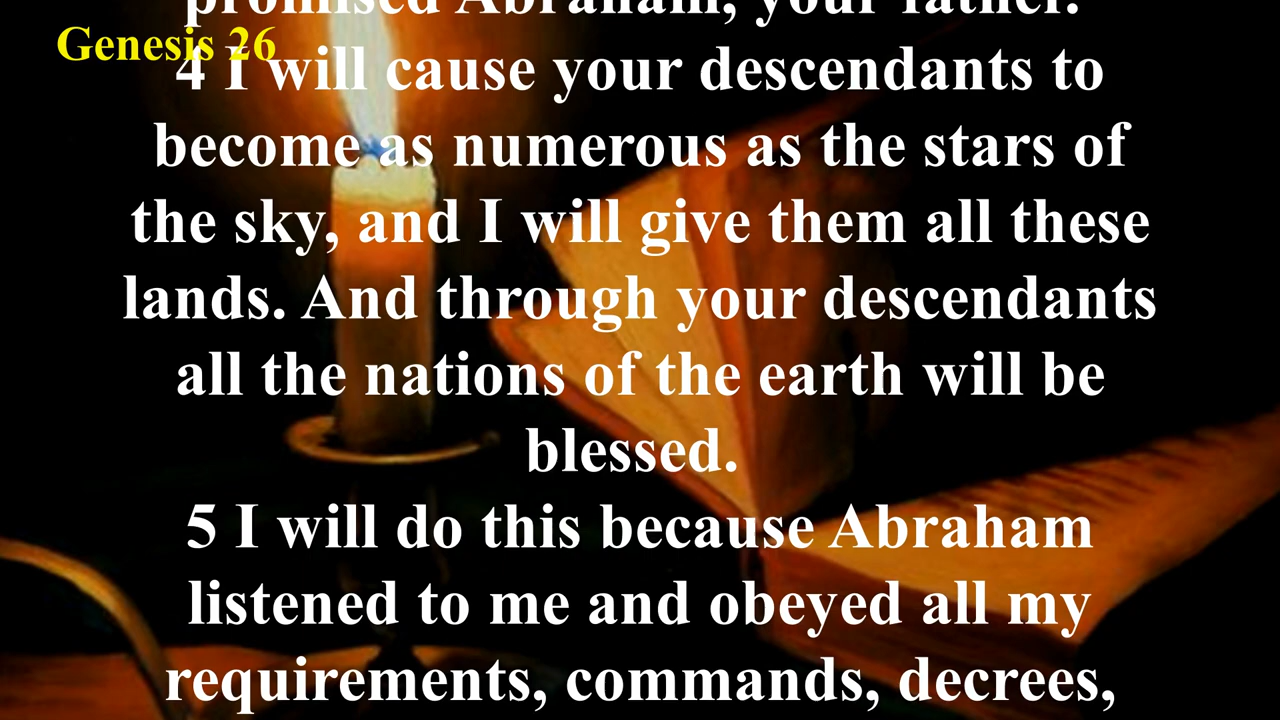 promised Abraham, your father.
Genesis 26
4 I will cause your descendants to
become as numerous as the stars of
the sky, and I will give them all these
lands. And through your descendants
all the nations of the earth will be
blessed.
5 I will do this because Abraham
listened to me and obeyed all my
requirements, commands, decrees,